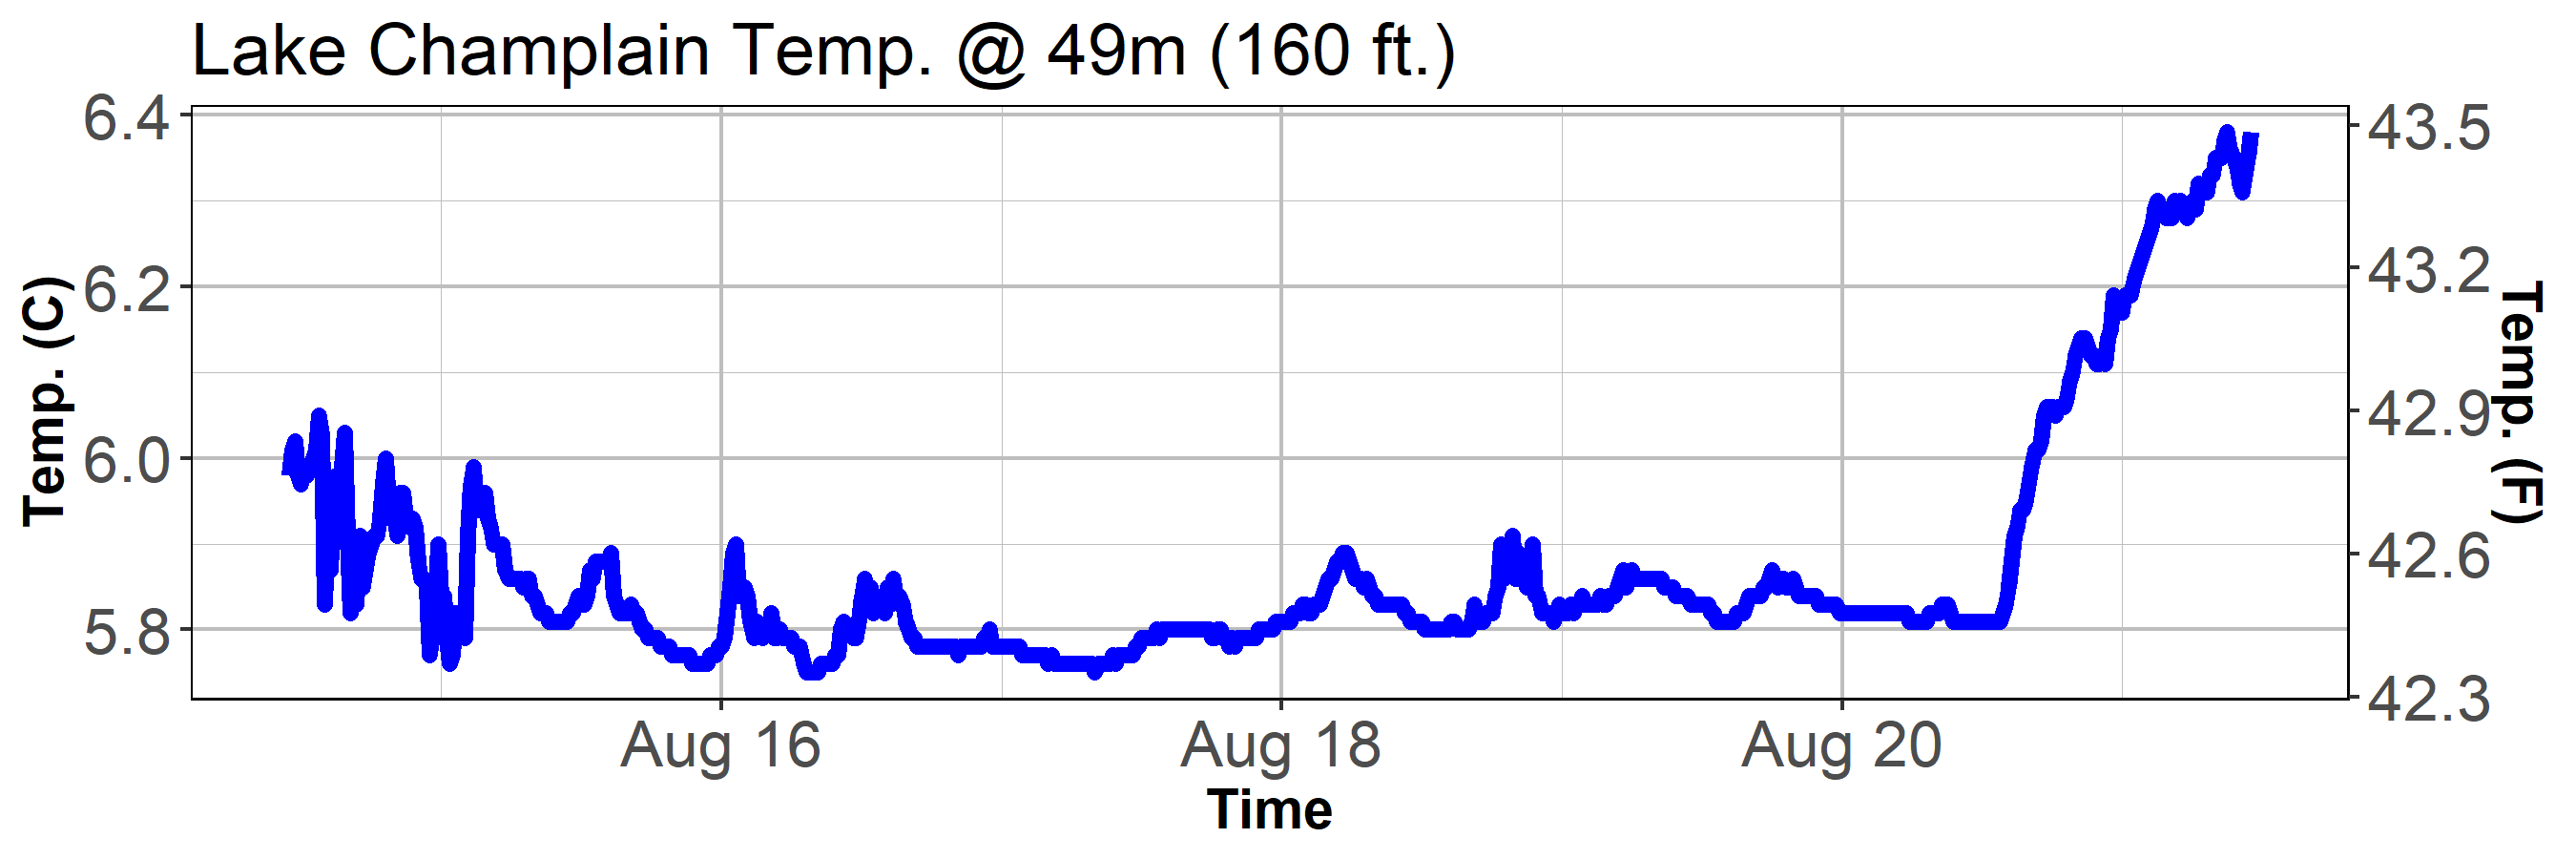 Lake Champlain Temp. @ 49m (160 ft.)
6.4
6.2
6.0
5.8
Temp. (C)
43.5
43.2
42.9
42.6
42.3
Temp. (F)
Aug 16
Aug 18
Aug 20
Time